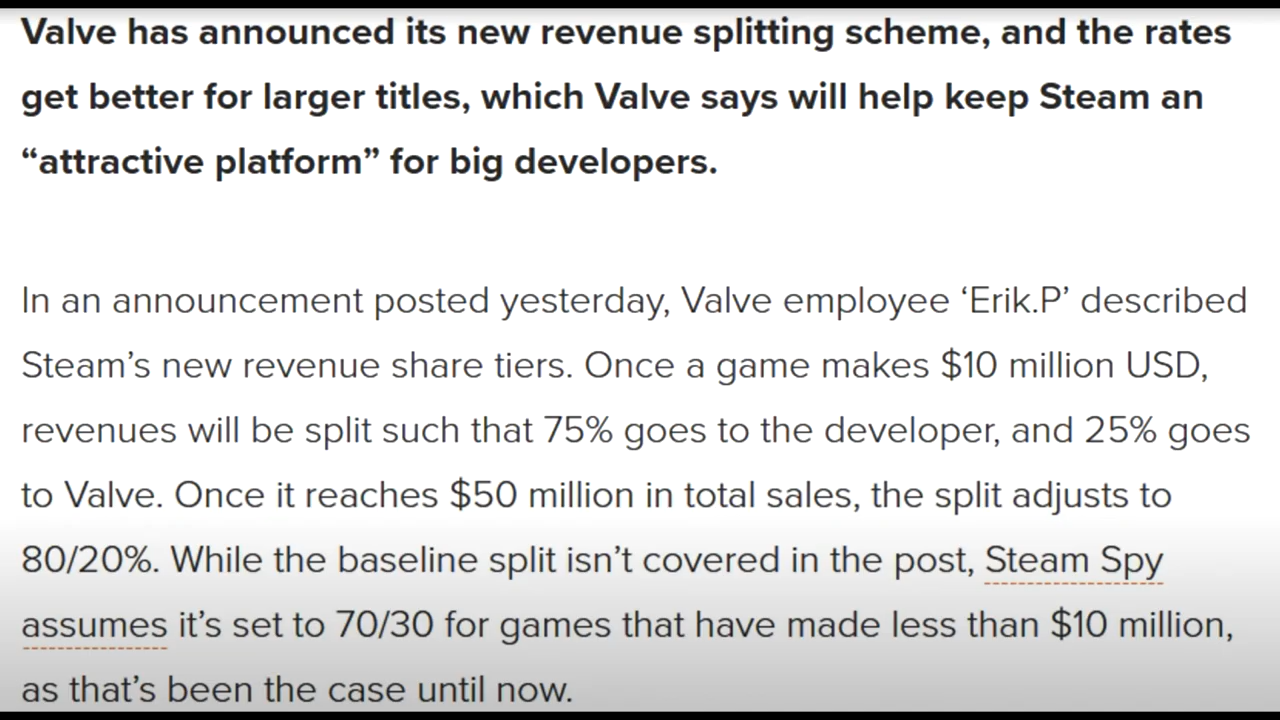 Valve has announced its new revenue splitting scheme, and the rates
get better for larger titles, which Valve says will help keep Steam an
“attractive platform” for big developers.
In an announcement posted yesterday, Valve employee ‘Erik.P’ described
Steam’s new revenue share tiers. Once a game makes $10 million USD,
revenues will be split such that 75% goes to the developer, and 25% goes
to Valve. Once it reaches $50 million in total sales, the split adjusts to
80/20%. While the baseline split isn’t covered in the post, Steam Spy
assumes it’s set to 70/30 for games that have made less than $10 million,
as that’s been the case until now.